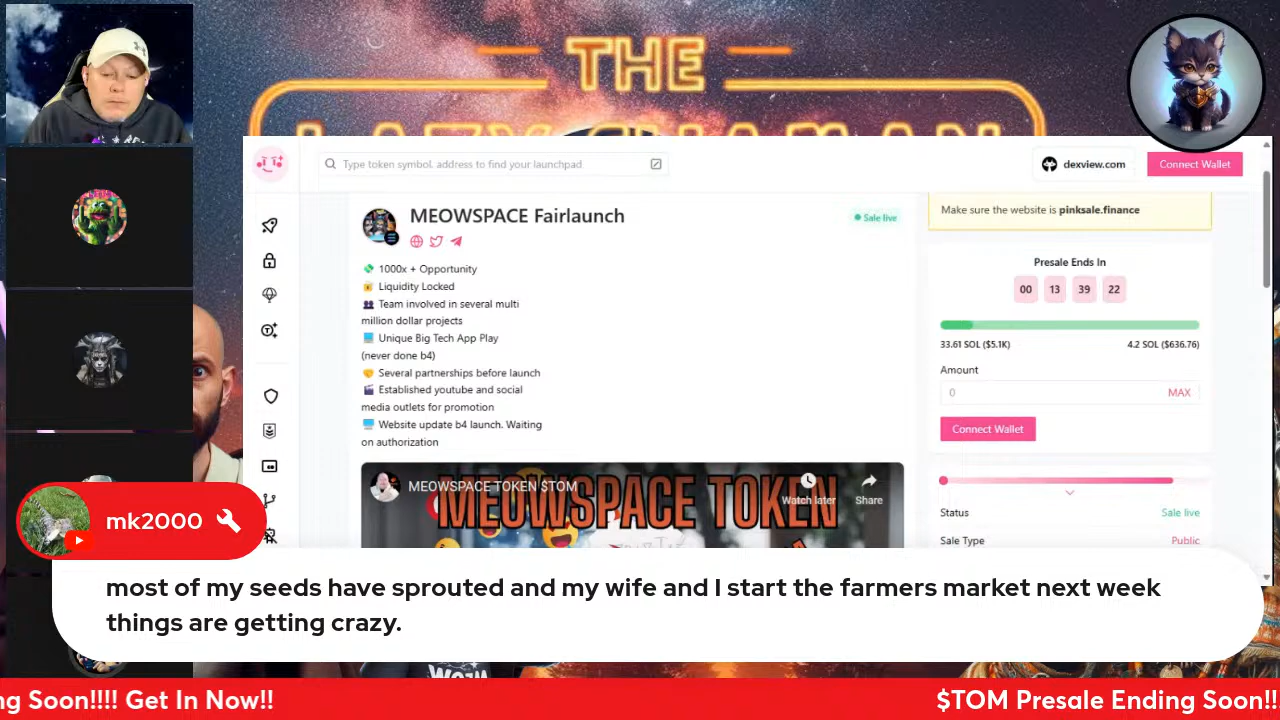 THE
LAZY SHAMAN
Type token symbol, address to find your launchpad
dexview.com
Connect Wallet
MEOWSPACE Fairlaunch
Sale live
Make sure the website is pinksale.finance
1000x + Opportunity
Liquidity Locked
Team involved in several multi
million dollar projects
Unique Big Tech App Play
(never done b4)
Several partnerships before launch
Established youtube and social
media outlets for promotion
Website update b4 launch. Waiting
on authorization
Presale Ends In
00 13 39 22
33.61 SOL ($5.1K) 4.2 SOL ($636.76)
Amount
0 MAX
Connect Wallet
Status Sale live
Sale Type Public
MEOWSPACE TOKEN $TOM
Watch later
Share
MEOWSPACE TOKEN
mk2000
most of my seeds have sprouted and my wife and I start the farmers market next week
things are getting crazy.
ng Soon!!!! Get In Now!! $TOM Presale Ending Soon!!